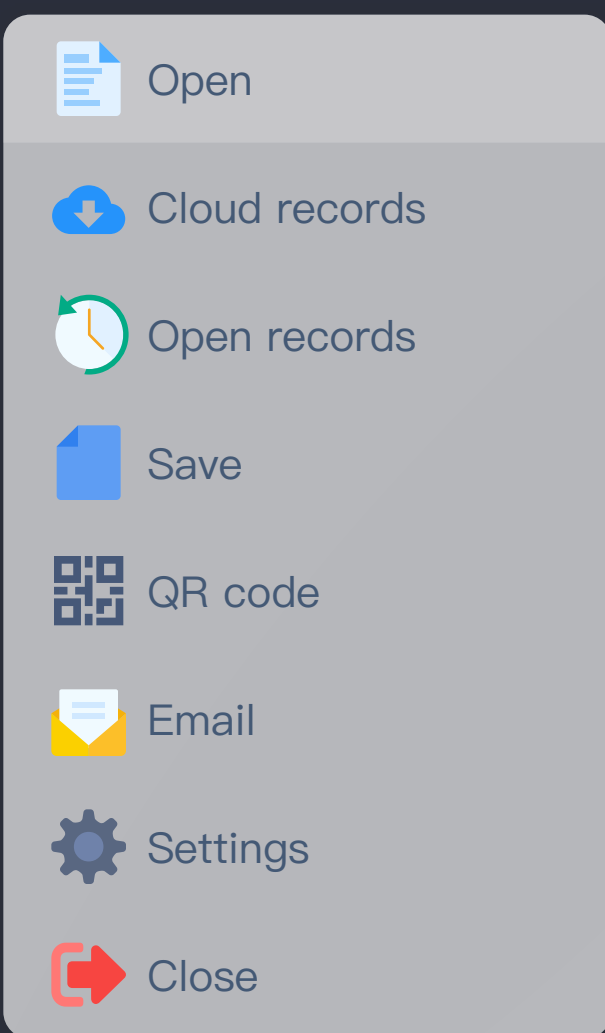 Open
Cloud records
Open records
Save
QR code
Email
Settings
Close